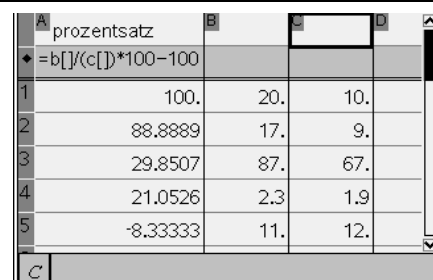 A prozentsatz B C D
◆ =b[]/(c[])*100−100
1 100. 20. 10.
2 88.8889 17. 9.
3 29.8507 87. 67.
4 21.0526 2.3 1.9
5 -8.33333 11. 12.
C